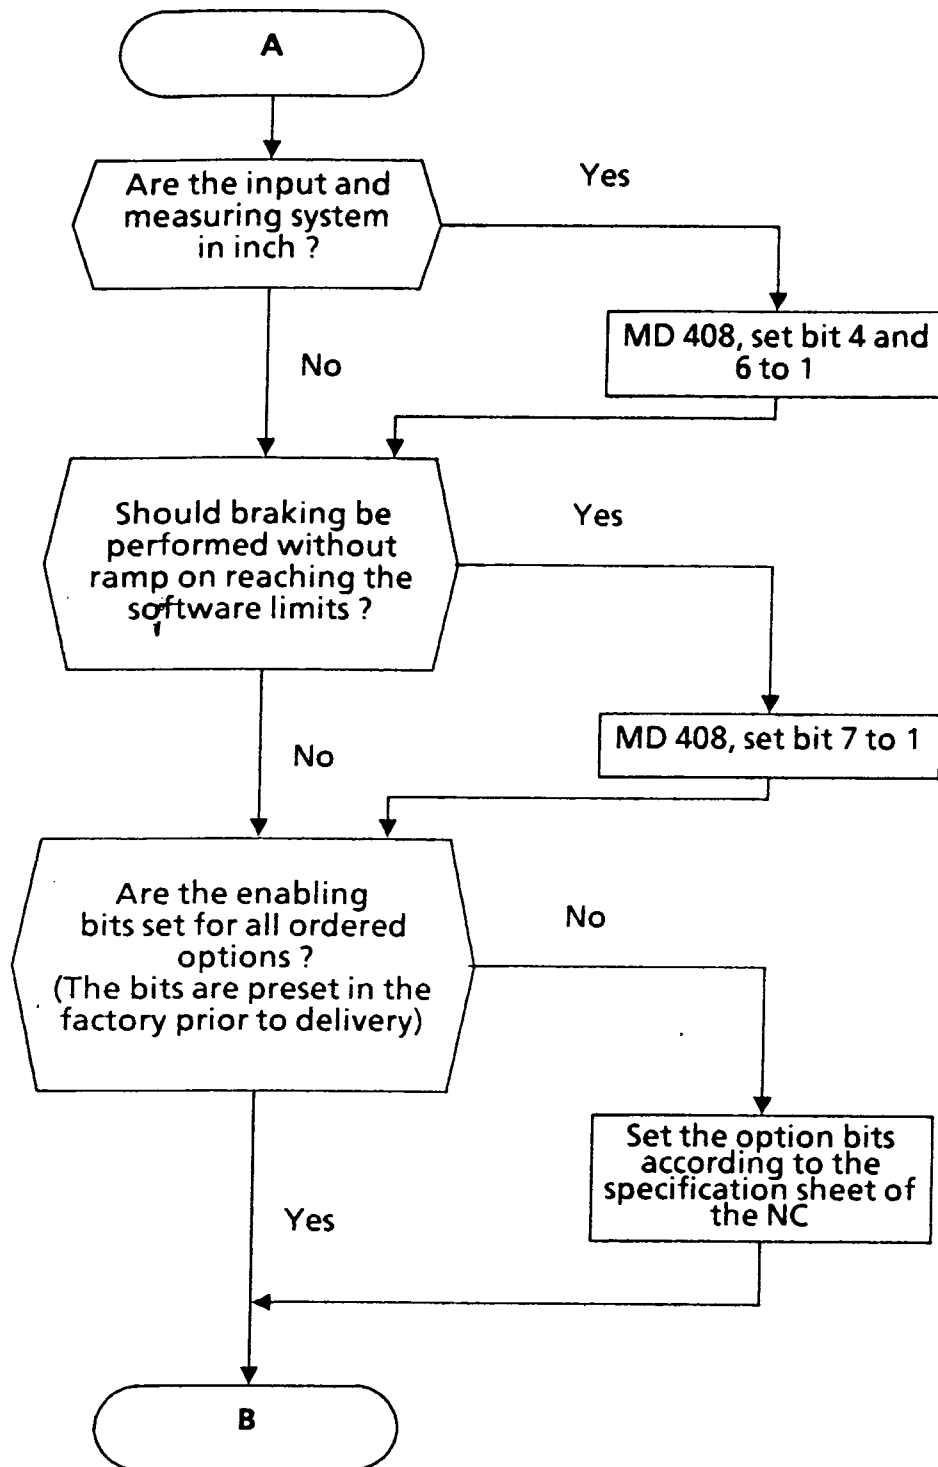 A
Are the input and
measuring system
in inch ?
Yes
No
MD 408, set bit 4 and
6 to 1
Should braking be
performed without
ramp on reaching the
software limits ?
Yes
No
MD 408, set bit 7 to 1
Are the enabling
bits set for all ordered
options ?
(The bits are preset in the
factory prior to delivery)
No
Yes
Set the option bits
according to the
specification sheet of
the NC
B